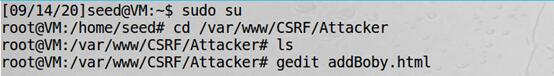 [09/14/20]seed@VM:~$ sudo su
root@VM:/home/seed# cd /var/www/CSRF/Attacker
root@VM:/var/www/CSRF/Attacker# ls
root@VM:/var/www/CSRF/Attacker# gedit addBoby.html